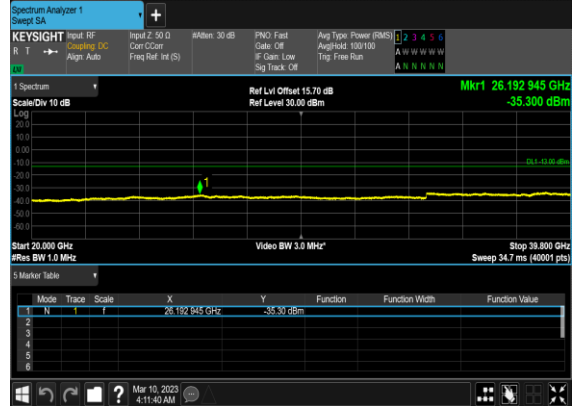 Spectrum Analyzer 1
Swept SA
+
KEYSIGHT
R T
Input: RF
Coupling: DC
Align: Auto
Input Z: 50 Ω
Corr CCorr
Freq Ref: Int (S)
#Atten: 30 dB
PNO: Fast
Gate: Off
IF Gain: Low
Sig Track: Off
Avg Type: Power (RMS)
Avg|Hold: 100/100
Trig: Free Run
1 2 3 4 5 6
A W W W W W
A N N N N N
1 Spectrum
Scale/Div 10 dB
Ref Lvl Offset 15.70 dB
Ref Level 30.00 dBm
Mkr1 26.192 945 GHz
-35.300 dBm
Log
20.0
10.0
0.00
-10.0
-20.0
-30.0
-40.0
-50.0
-60.0
DL1 -13.00 dBm
1
Start 20.000 GHz
#Res BW 1.0 MHz
Video BW 3.0 MHz*
Stop 39.800 GHz
Sweep 34.7 ms (40001 pts)
5 Marker Table
Mode Trace Scale X Y Function Function Width Function Value
1 N 1 f 26.192 945 GHz -35.30 dBm
2
3
4
5
6
?
Mar 10, 2023
4:11:40 AM